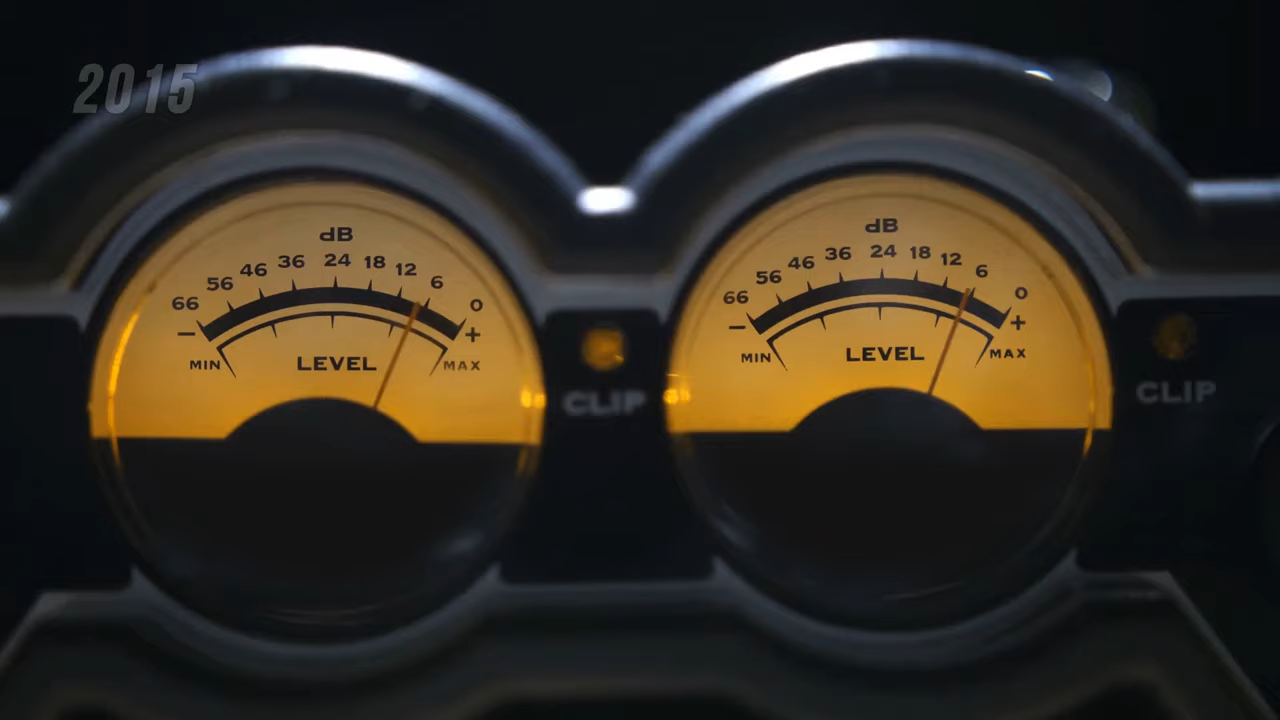 2015
dB
66 56 46 36 24 18 12 6 0
− +
MIN LEVEL MAX
CLIP
dB
66 56 46 36 24 18 12 6 0
− +
MIN LEVEL MAX
CLIP